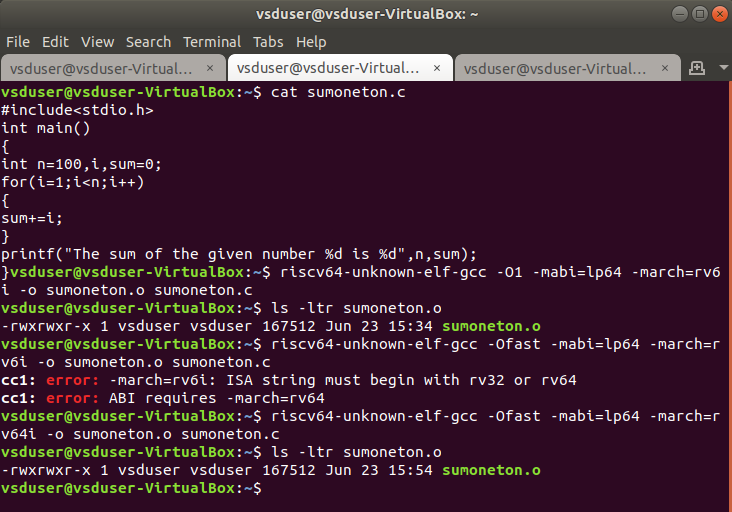 vsduser@vsduser-VirtualBox: ~
File Edit View Search Terminal Tabs Help
vsduser@vsduser-Virtual... × vsduser@vsduser-Virtual... × vsduser@vsduser-Virtual... ×
vsduser@vsduser-VirtualBox:~$ cat sumoneton.c
#include<stdio.h>
int main()
{
int n=100,i,sum=0;
for(i=1;i<n;i++)
{
sum+=i;
}
printf("The sum of the given number %d is %d",n,sum);
}vsduser@vsduser-VirtualBox:~$ riscv64-unknown-elf-gcc -O1 -mabi=lp64 -march=rv6
i -o sumoneton.o sumoneton.c
vsduser@vsduser-VirtualBox:~$ ls -ltr sumoneton.o
-rwxrwxr-x 1 vsduser vsduser 167512 Jun 23 15:34 sumoneton.o
vsduser@vsduser-VirtualBox:~$ riscv64-unknown-elf-gcc -Ofast -mabi=lp64 -march=r
v6i -o sumoneton.o sumoneton.c
cc1: error: -march=rv6i: ISA string must begin with rv32 or rv64
cc1: error: ABI requires -march=rv64
vsduser@vsduser-VirtualBox:~$ riscv64-unknown-elf-gcc -Ofast -mabi=lp64 -march=r
v64i -o sumoneton.o sumoneton.c
vsduser@vsduser-VirtualBox:~$ ls -ltr sumoneton.o
-rwxrwxr-x 1 vsduser vsduser 167512 Jun 23 15:54 sumoneton.o
vsduser@vsduser-VirtualBox:~$